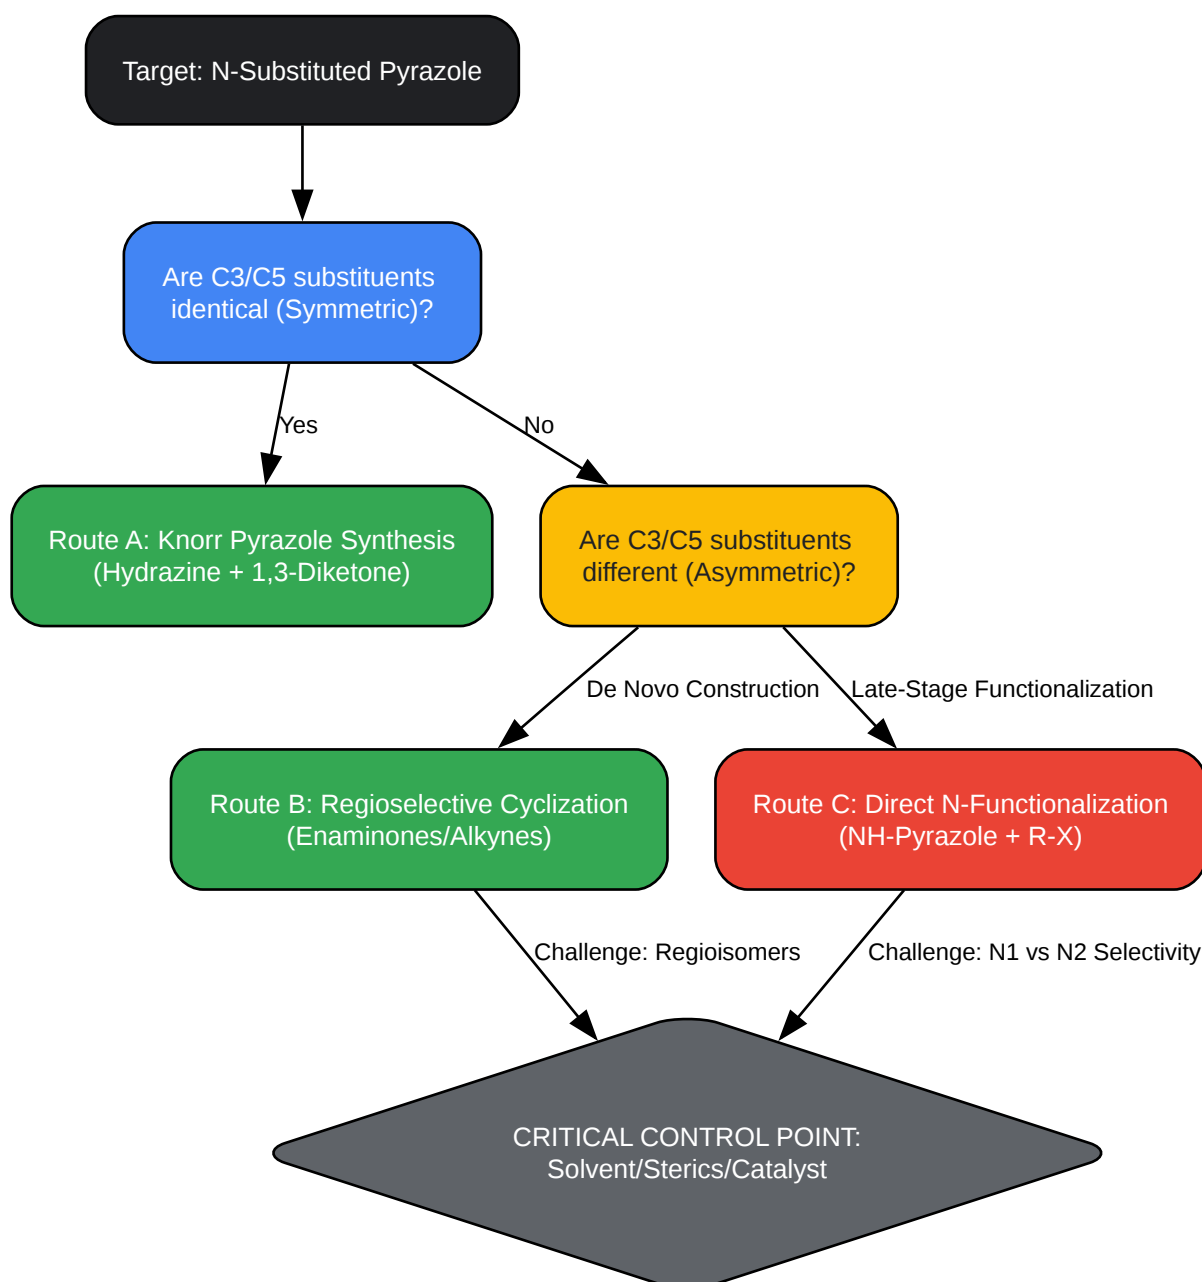 Target: N-Substituted Pyrazole
Are C3/C5 substituents
identical (Symmetric)?
Yes
No
Route A: Knorr Pyrazole Synthesis
(Hydrazine + 1,3-Diketone)
Are C3/C5 substituents
different (Asymmetric)?
De Novo Construction
Late-Stage Functionalization
Route B: Regioselective Cyclization
(Enaminones/Alkynes)
Route C: Direct N-Functionalization
(NH-Pyrazole + R-X)
Challenge: Regioisomers
Challenge: N1 vs N2 Selectivity
CRITICAL CONTROL POINT:
Solvent/Sterics/Catalyst